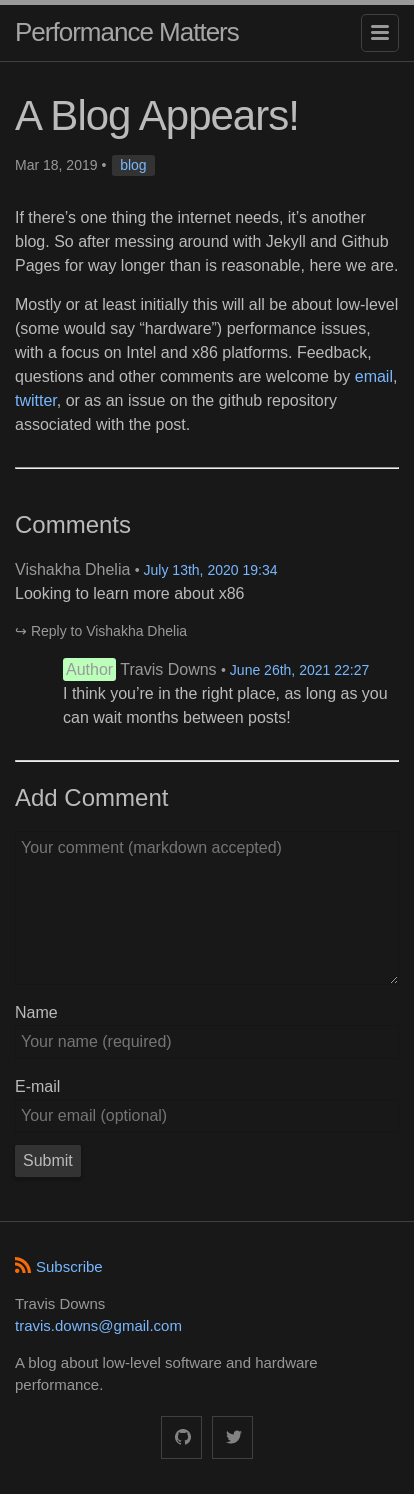 Performance Matters
A Blog Appears!
Mar 18, 2019 • blog
If there’s one thing the internet needs, it’s another
blog. So after messing around with Jekyll and Github
Pages for way longer than is reasonable, here we are.
Mostly or at least initially this will all be about low-level
(some would say “hardware”) performance issues,
with a focus on Intel and x86 platforms. Feedback,
questions and other comments are welcome by email,
twitter, or as an issue on the github repository
associated with the post.
Comments
Vishakha Dhelia • July 13th, 2020 19:34
Looking to learn more about x86
↪ Reply to Vishakha Dhelia
Author Travis Downs • June 26th, 2021 22:27
I think you’re in the right place, as long as you
can wait months between posts!
Add Comment
Your comment (markdown accepted)
Name
Your name (required)
E-mail
Your email (optional)
Submit
Subscribe
Travis Downs
travis.downs@gmail.com
A blog about low-level software and hardware
performance.